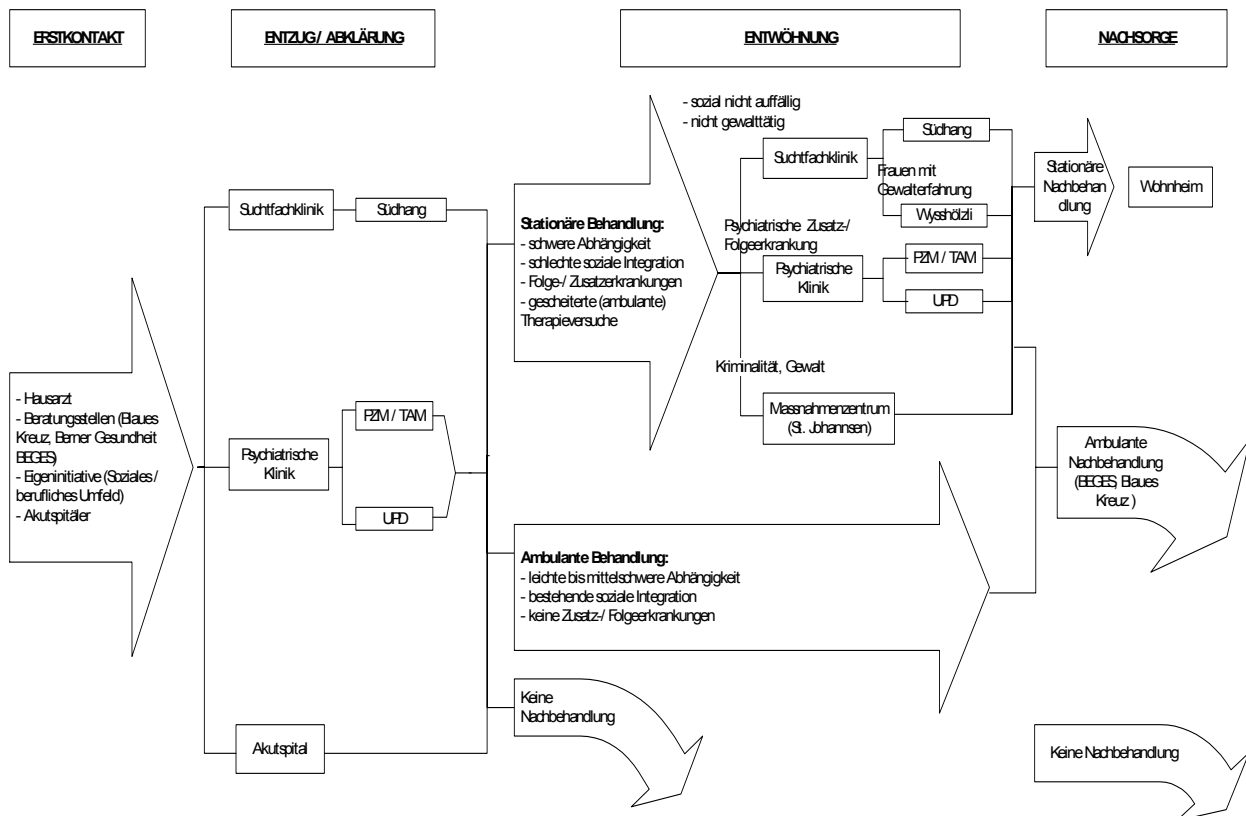 ERSTKONTAKT
ENTZUG / ABKLÄRUNG
ENTWÖHNUNG
NACHSORGE
- Hausarzt
- Beratungsstellen (Blaues
Kreuz, Berner Gesundheit
BEGES)
- Eigeninitiative (Soziales /
berufliches Umfeld)
- Akutspitäler
Suchtfachklinik
Südhang
Psychiatrische
Klinik
PZM / TAM
UPD
Akutspital
Stationäre Behandlung:
- schwere Abhängigkeit
- schlechte soziale Integration
- Folge-/ Zusatzerkrankungen
- gescheiterte (ambulante)
Therapieversuche
Ambulante Behandlung:
- leichte bis mittelschwere Abhängigkeit
- bestehende soziale Integration
- keine Zusatz-/ Folgeerkrankungen
Keine
Nachbehandlung
- sozial nicht auffällig
- nicht gewalttätig
Suchtfachklinik
Südhang
Frauen mit
Gewalterfahrung
Wysshölzli
Psychiatrische Zusatz-/
Folgeerkrankung
Psychiatrische
Klinik
PZM / TAM
UPD
Kriminalität, Gewalt
Massnahmenzentrum
(St. Johannsen)
Stationäre
Nachbehan
dlung
Wohnheim
Ambulante
Nachbehandlung
(BEGES, Blaues
Kreuz )
Keine Nachbehandlung